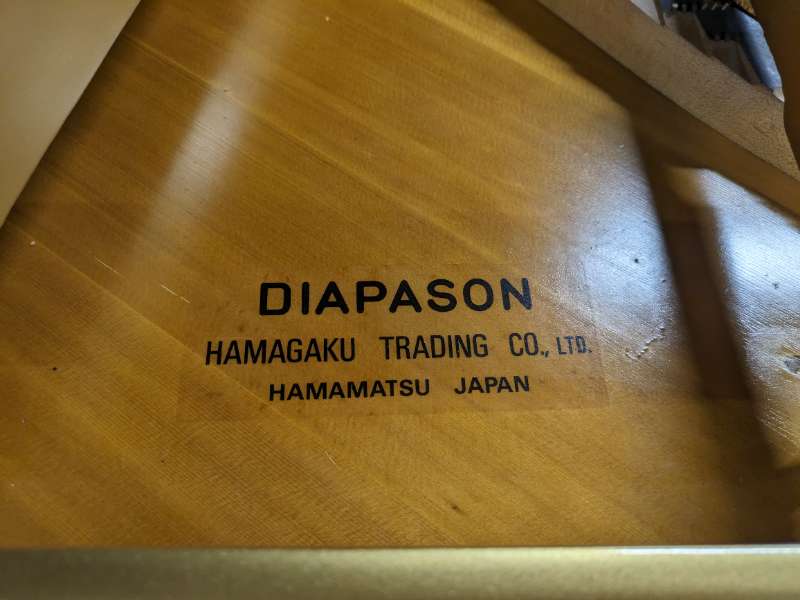 DIAPASON
HAMAGAKU TRADING CO., LTD.
HAMAMATSU JAPAN